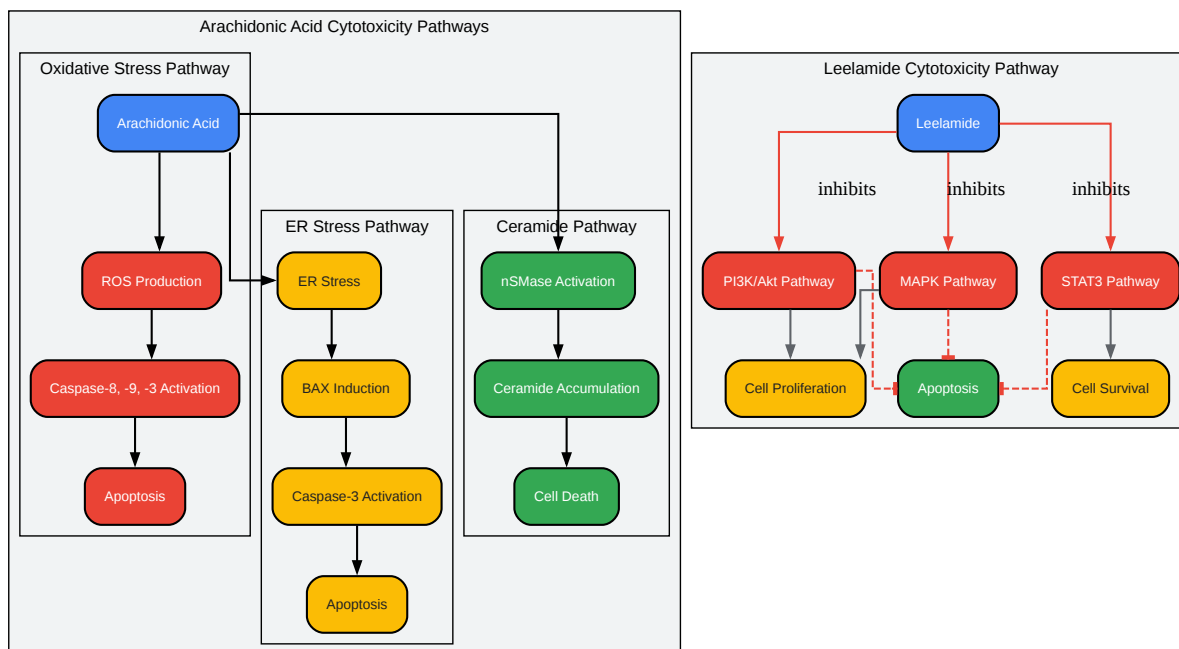 Arachidonic Acid Cytotoxicity Pathways
Oxidative Stress Pathway
Arachidonic Acid
ROS Production
Caspase-8, -9, -3 Activation
Apoptosis
ER Stress Pathway
ER Stress
BAX Induction
Caspase-3 Activation
Apoptosis
Ceramide Pathway
nSMase Activation
Ceramide Accumulation
Cell Death
Leelamide Cytotoxicity Pathway
Leelamide
inhibits
inhibits
inhibits
PI3K/Akt Pathway
MAPK Pathway
STAT3 Pathway
Cell Proliferation
Apoptosis
Cell Survival